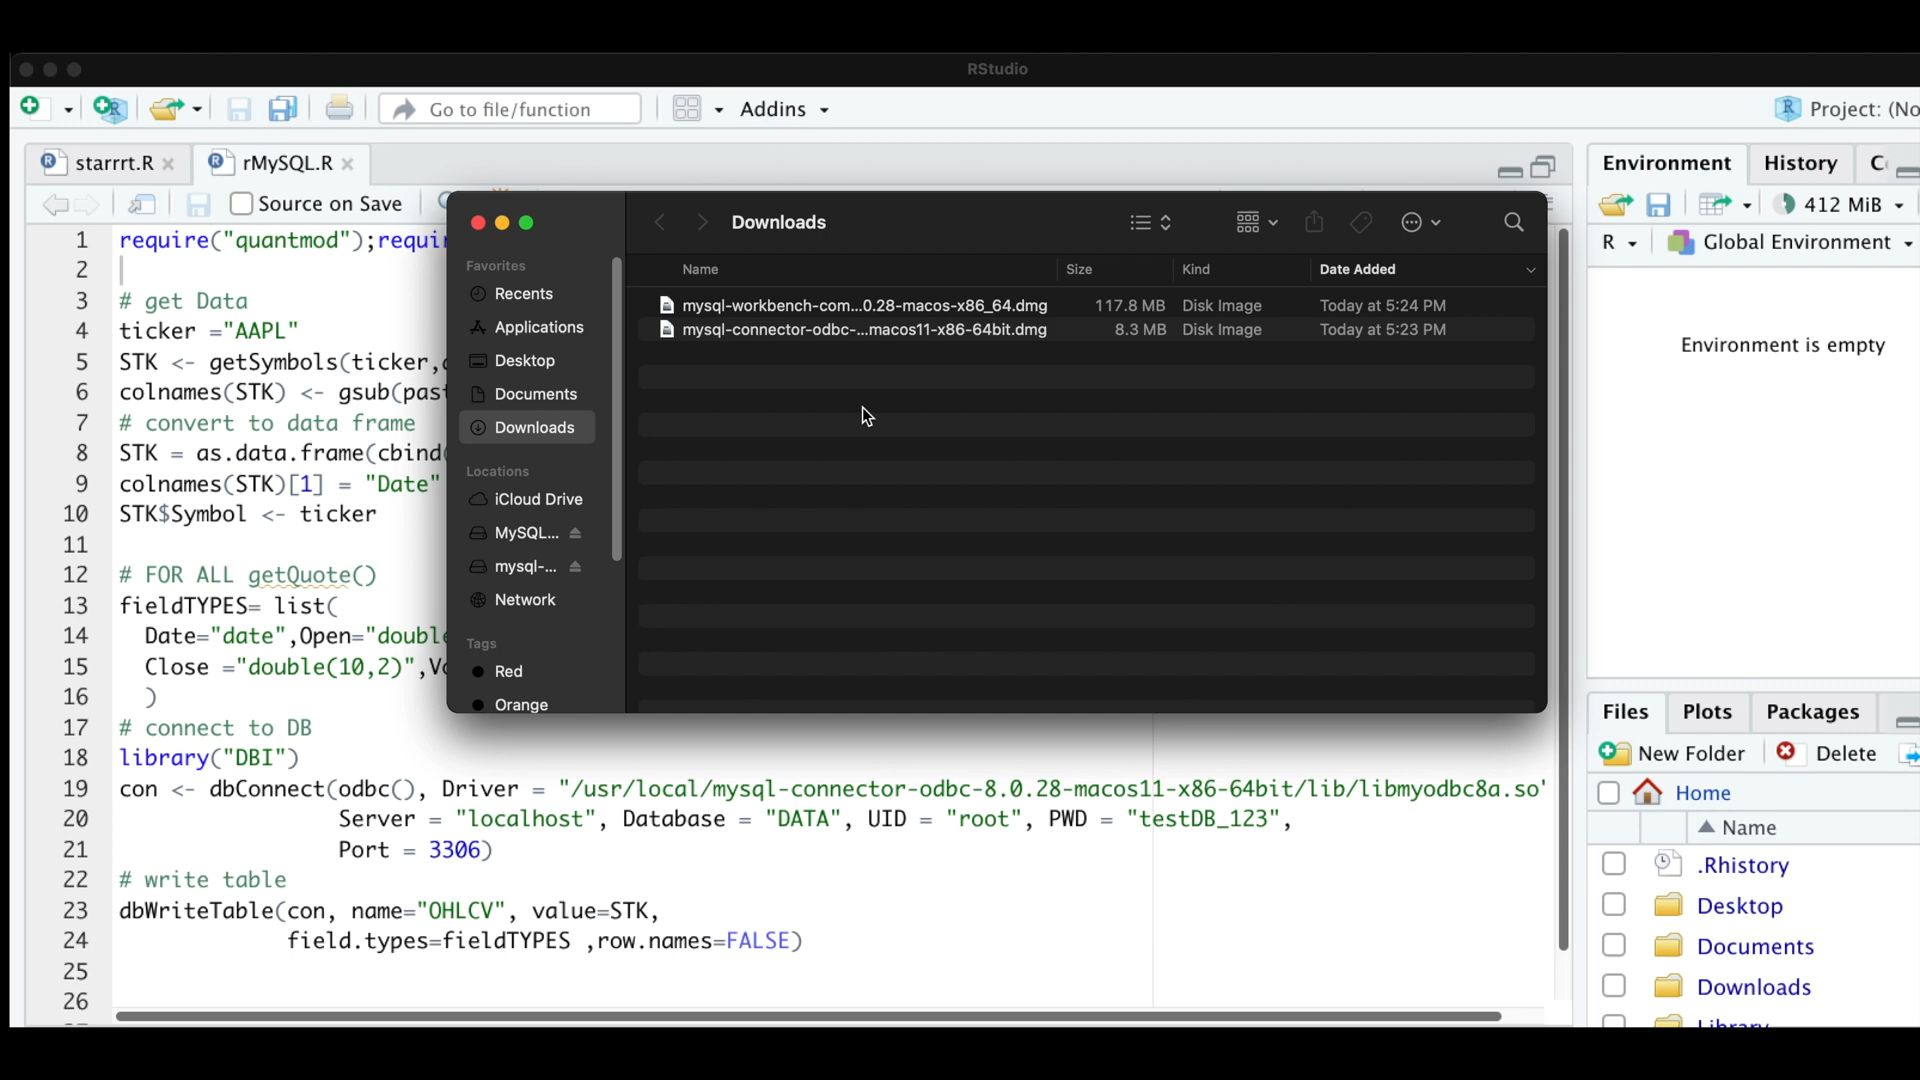 RStudio
Go to file/function
Addins
Project: (No
starrrt.R
rMySQL.R
Source on Save
1 require("quantmod");requir
2
3 # get Data
4 ticker ="AAPL"
5 STK <- getSymbols(ticker,
6 colnames(STK) <- gsub(past
7 # convert to data frame
8 STK = as.data.frame(cbind(
9 colnames(STK)[1] = "Date"
10 STK$Symbol <- ticker
11
12 # FOR ALL getQuote()
13 fieldTYPES= list(
14 Date="date",Open="double
15 Close ="double(10,2)",Vo
16 )
17 # connect to DB
18 library("DBI")
19 con <- dbConnect(odbc(), Driver = "/usr/local/mysql-connector-odbc-8.0.28-macos11-x86-64bit/lib/libmyodbc8a.so'
20 Server = "localhost", Database = "DATA", UID = "root", PWD = "testDB_123",
21 Port = 3306)
22 # write table
23 dbWriteTable(con, name="OHLCV", value=STK,
24 field.types=fieldTYPES ,row.names=FALSE)
25
26
Downloads
Favorites
Recents
Applications
Desktop
Documents
Downloads
Locations
iCloud Drive
MySQL...
mysql-...
Network
Tags
Red
Orange
Name Size Kind Date Added
mysql-workbench-com...0.28-macos-x86_64.dmg 117.8 MB Disk Image Today at 5:24 PM
mysql-connector-odbc-...macos11-x86-64bit.dmg 8.3 MB Disk Image Today at 5:23 PM
Environment History
412 MiB
R Global Environment
Environment is empty
Files Plots Packages
New Folder Delete
Home
Name
.Rhistory
Desktop
Documents
Downloads
Library